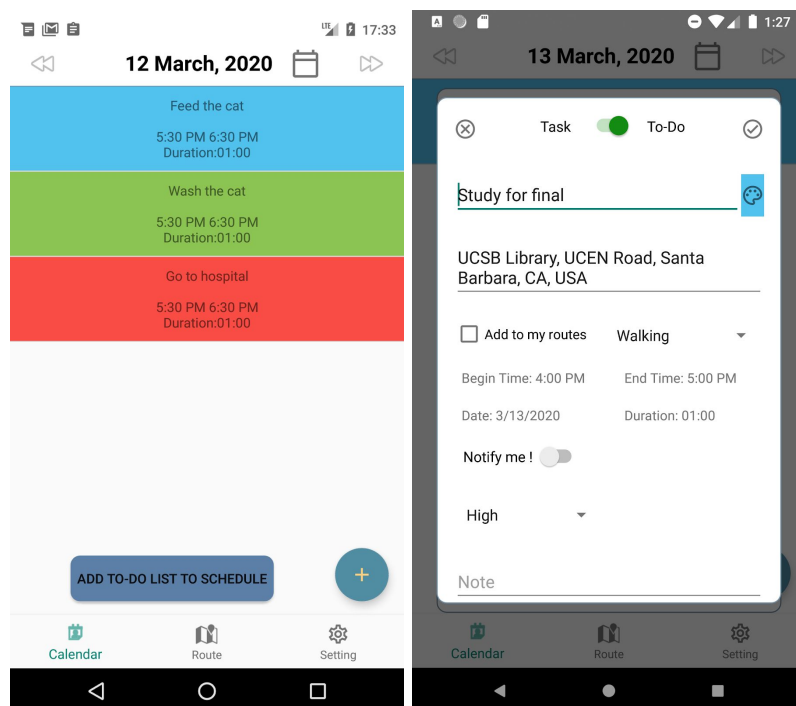 LTE 17:33
12 March, 2020
Feed the cat
5:30 PM 6:30 PM
Duration:01:00
Wash the cat
5:30 PM 6:30 PM
Duration:01:00
Go to hospital
5:30 PM 6:30 PM
Duration:01:00
ADD TO-DO LIST TO SCHEDULE
+
Calendar
Route
Setting
A 1:27
13 March, 2020
Task To-Do
Study for final
UCSB Library, UCEN Road, Santa
Barbara, CA, USA
Add to my routes Walking
Begin Time: 4:00 PM End Time: 5:00 PM
Date: 3/13/2020 Duration: 01:00
Notify me !
High
Note
Calendar
Route
Setting